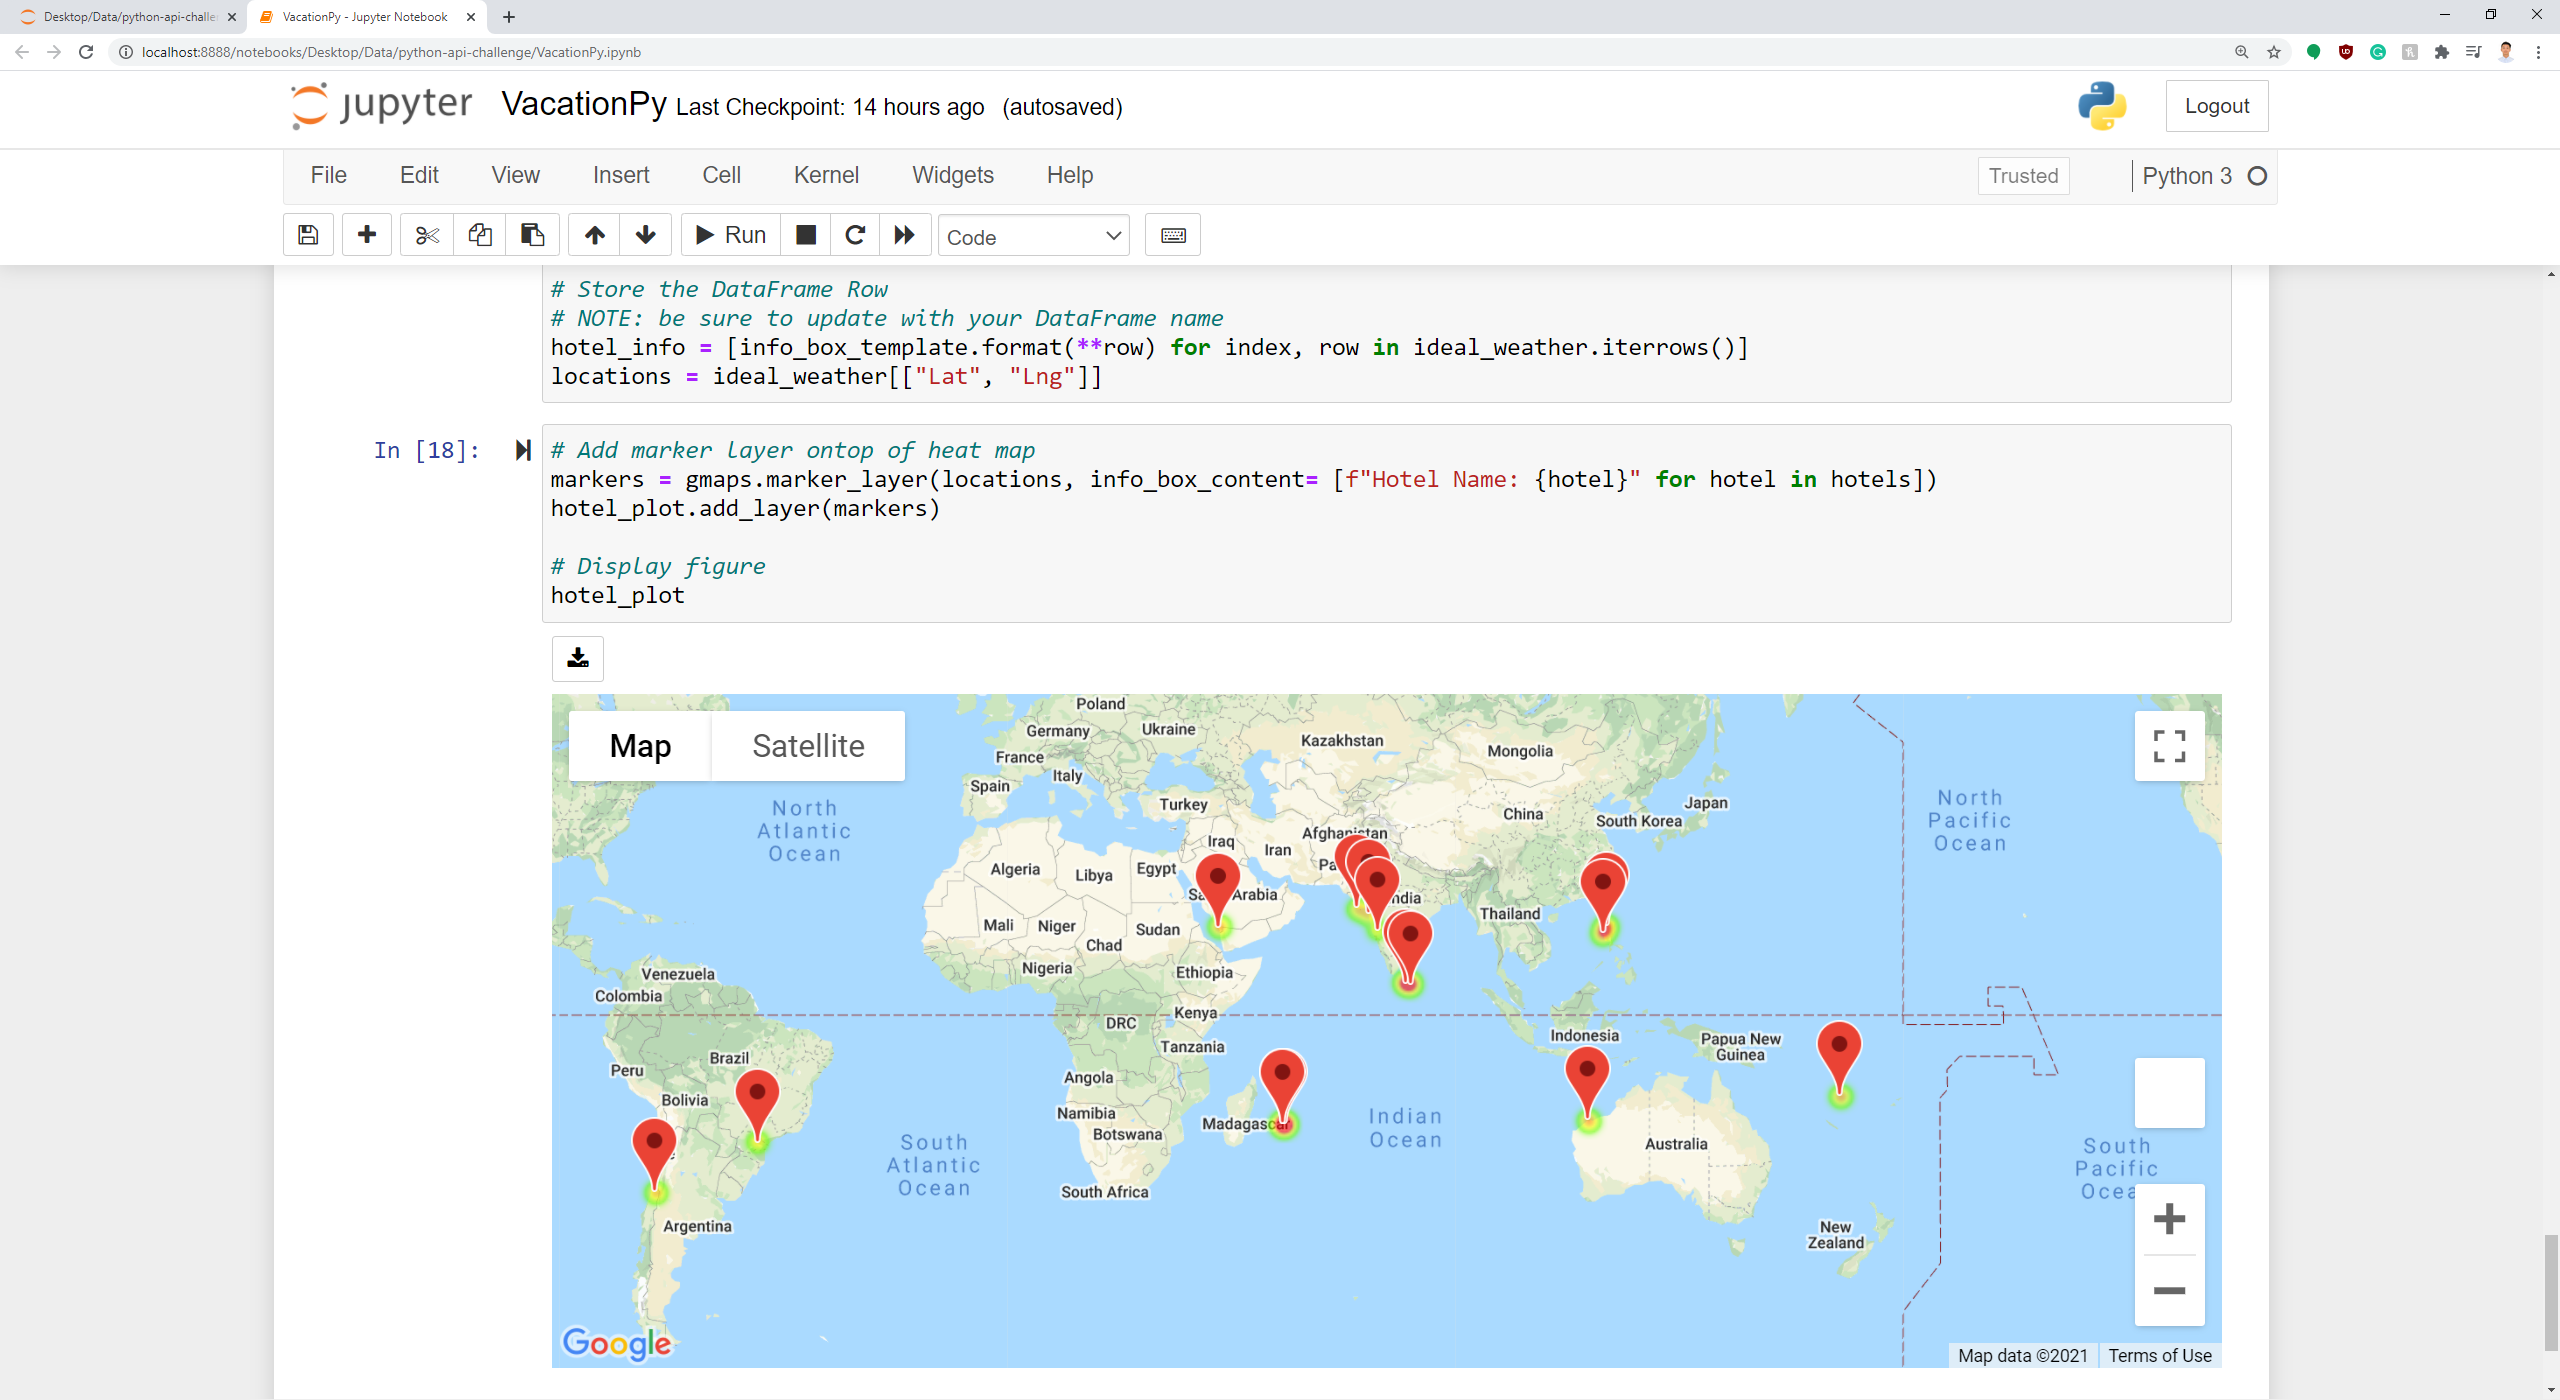 Desktop/Data/python-api-challe
VacationPy - Jupyter Notebook
localhost:8888/notebooks/Desktop/Data/python-api-challenge/VacationPy.ipynb
jupyter VacationPy Last Checkpoint: 14 hours ago (autosaved)
Logout
File Edit View Insert Cell Kernel Widgets Help
Trusted
Python 3
Run
Code
# Store the DataFrame Row
# NOTE: be sure to update with your DataFrame name
hotel_info = [info_box_template.format(**row) for index, row in ideal_weather.iterrows()]
locations = ideal_weather[["Lat", "Lng"]]
In [18]:
# Add marker layer ontop of heat map
markers = gmaps.marker_layer(locations, info_box_content= [f"Hotel Name: {hotel}" for hotel in hotels])
hotel_plot.add_layer(markers)
# Display figure
hotel_plot
Map Satellite
Poland
Germany
Ukraine
France
Kazakhstan
Mongolia
Italy
Spain
Turkey
Japan
China
South Korea
North
Atlantic
Ocean
North
Pacific
Ocean
Afghanistan
Iraq
Iran
Pa
Algeria
Libya
Egypt
Sa
Arabia
ndia
Thailand
Mali
Niger
Sudan
Chad
Nigeria
Ethiopia
Venezuela
Colombia
DRC
Kenya
Indonesia
Papua New
Guinea
Tanzania
Brazil
Peru
Angola
Bolivia
Namibia
Madagascar
Botswana
Indian
Ocean
Australia
South
Atlantic
Ocean
South
Pacific
Ocea
e
South Africa
Argentina
New
Zealand
Google
Map data ©2021 Terms of Use